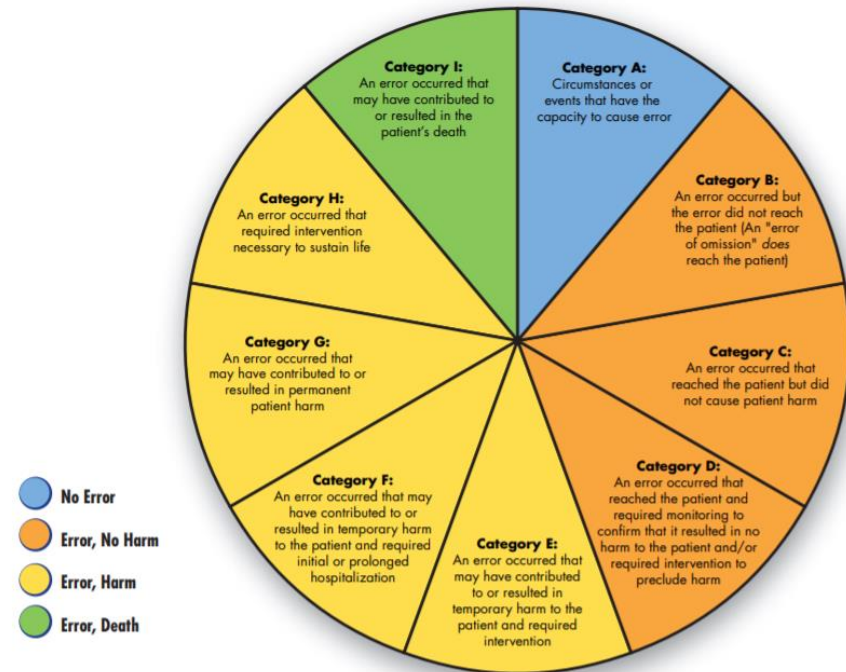 Category I:
An error occurred that
may have contributed to
or resulted in the
patient's death
Category A:
Circumstances or
events that have the
capacity to cause error
Category B:
An error occurred but
the error did not reach
the patient (An "error
of omission" does
reach the patient)
Category H:
An error occurred that
required intervention
necessary to sustain life
Category C:
An error occurred that
reached the patient but did
not cause patient harm
Category G:
An error occurred that
may have contributed to or
resulted in permanent
patient harm
Category D:
An error occurred that
reached the patient and
required monitoring to
confirm that it resulted in no
harm to the patient and/or
required intervention to
preclude harm
Category F:
An error occurred that may
have contributed to or
resulted in temporary harm
to the patient and required
initial or prolonged
hospitalization
Category E:
An error occurred that
may have contributed to
or resulted in
temporary harm to the
patient and required
intervention
No Error
Error, No Harm
Error, Harm
Error, Death